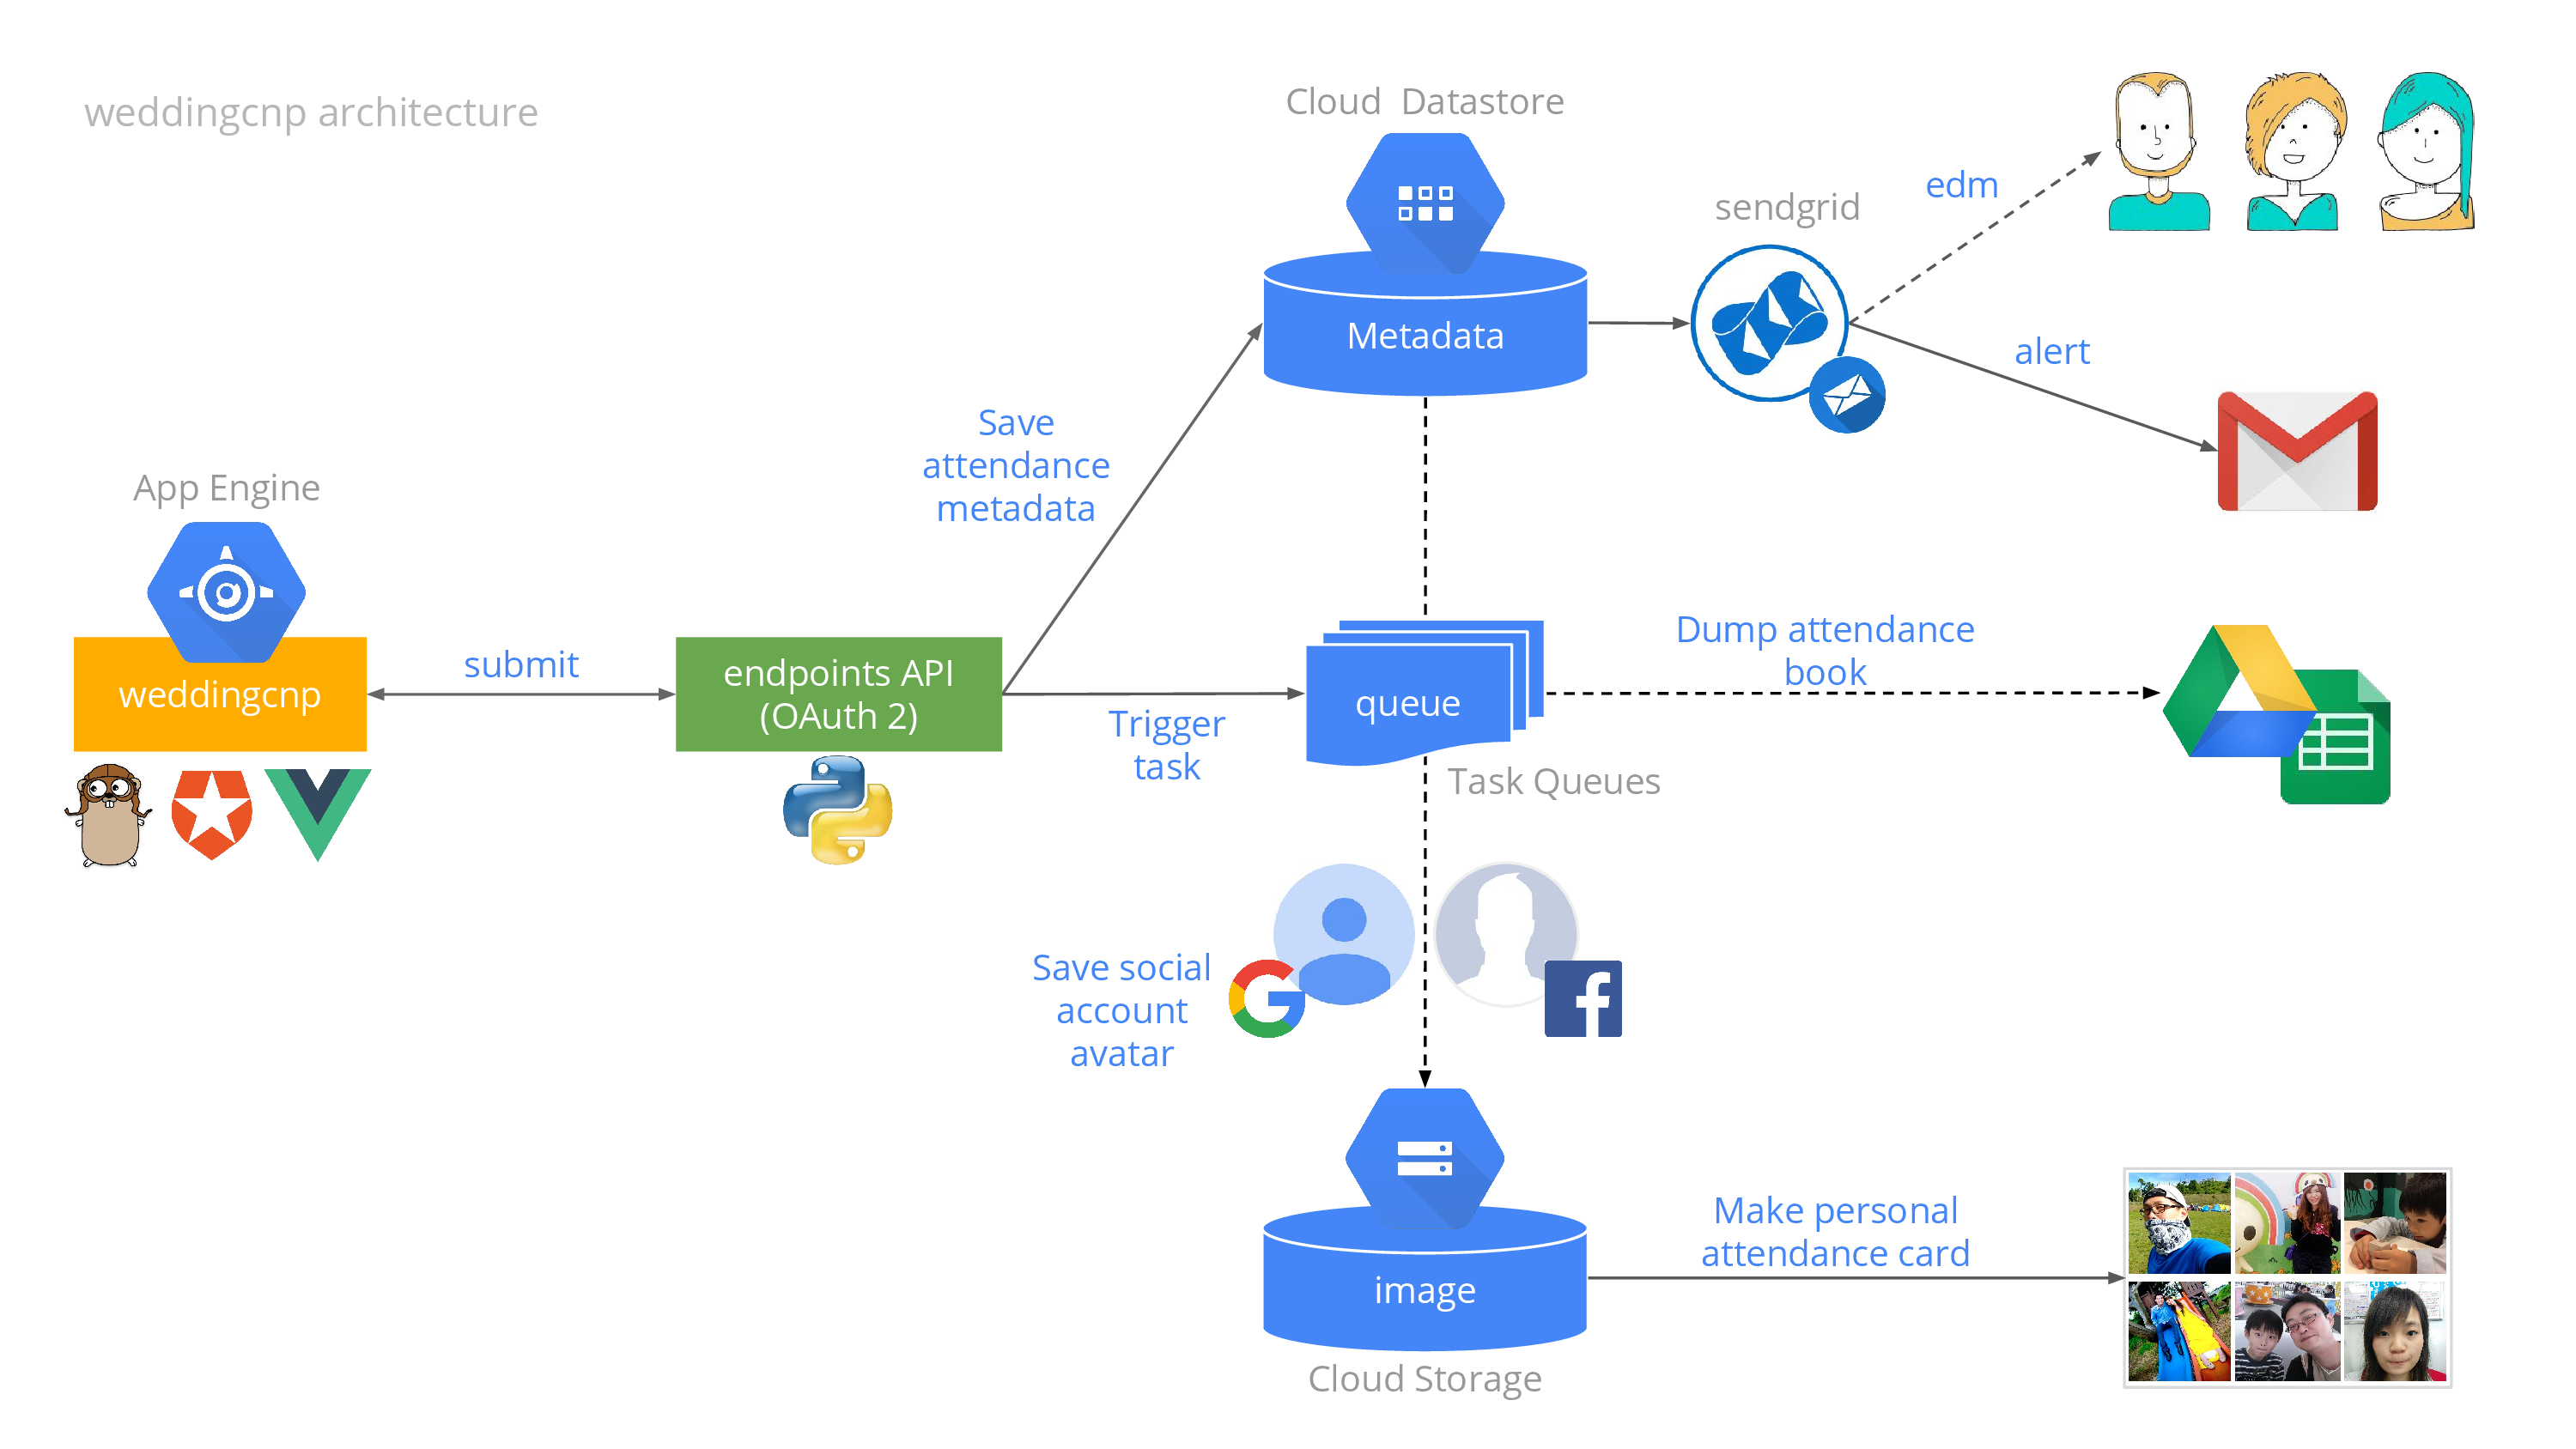 weddingcnp architecture
Cloud Datastore
Metadata
sendgrid
edm
alert
Save
attendance
metadata
App Engine
weddingcnp
submit
endpoints API
(OAuth 2)
Trigger
task
queue
Task Queues
Dump attendance
book
Save social
account
avatar
image
Cloud Storage
Make personal
attendance card